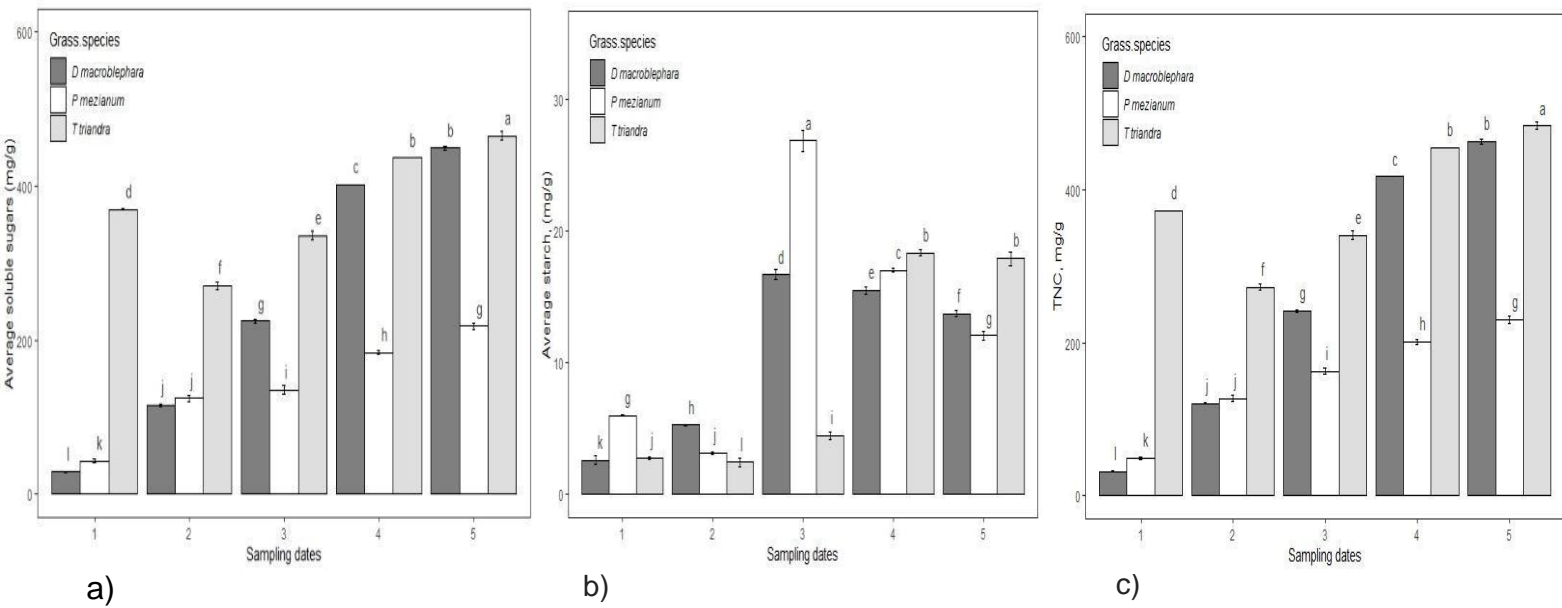 Average soluble sugars (mg/g)
600
400
200
0
Grass.species
D macroblephara
P mezianum
T triandra
l
k
d
j
j
f
g
i
e
c
h
b
b
g
a
1
2
3
4
5
Sampling dates
a)
Average starch, (mg/g)
30
20
10
0
Grass.species
D macroblephara
P mezianum
T triandra
k
g
j
h
j
l
d
a
i
e
c
b
f
g
b
1
2
3
4
5
Sampling dates
b)
TNC, mg/g
600
400
200
0
Grass.species
D macroblephara
P mezianum
T triandra
l
k
d
j
j
f
g
i
e
c
h
b
b
g
a
1
2
3
4
5
Sampling dates
c)